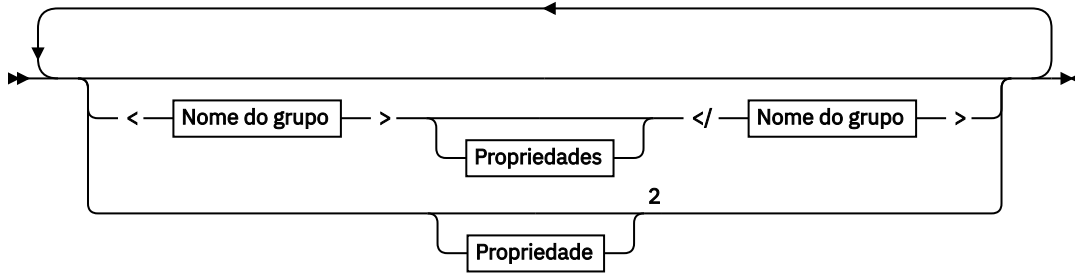 < Nome do grupo > </ Nome do grupo >
Propriedades
2
Propriedade